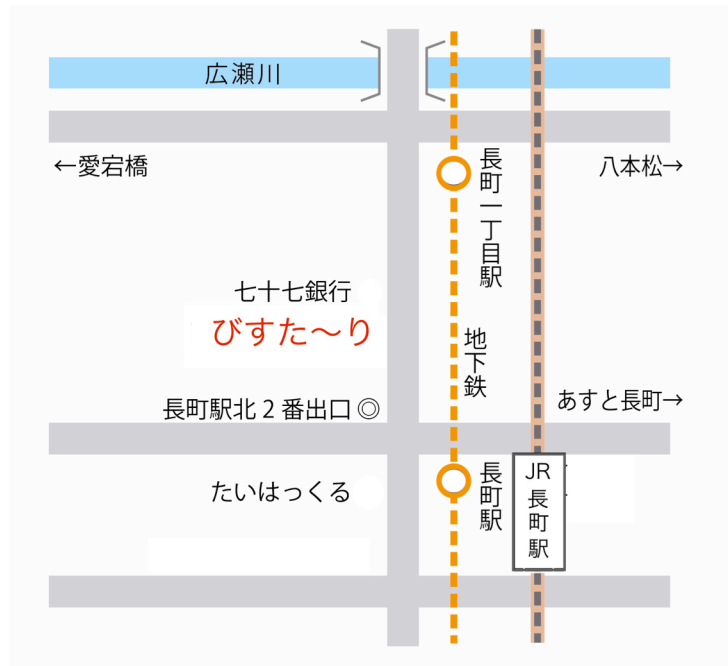 広瀬川
←愛宕橋
八本松→
長町一丁目駅
七十七銀行
びすた〜り
地下鉄
あすと長町→
長町駅北2番出口◎
たいはっくる
長町駅
JR
長町駅